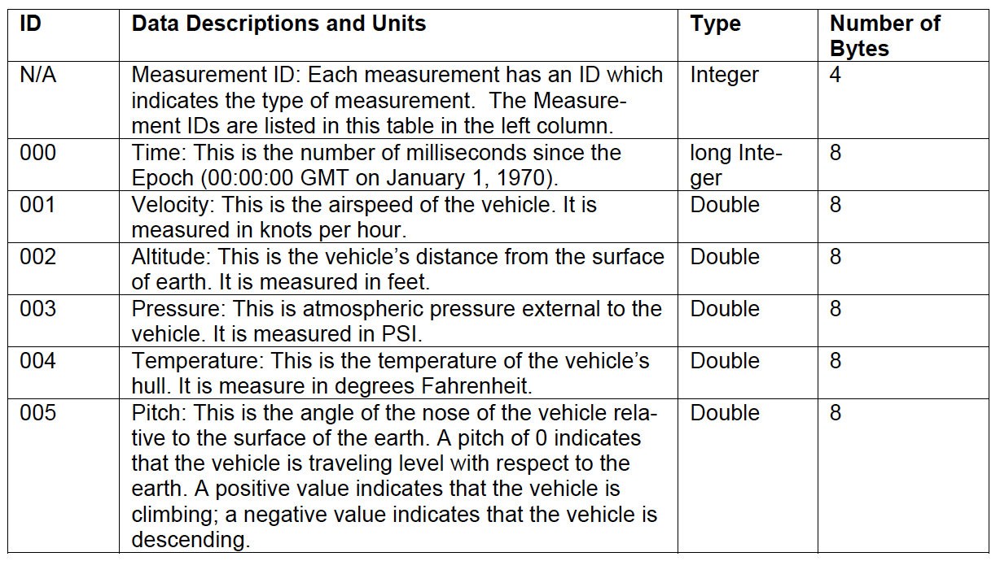 ID Data Descriptions and Units Type Number of
Bytes
N/A Measurement ID: Each measurement has an ID which Integer 4
indicates the type of measurement.  The Measure-
ment IDs are listed in this table in the left column.
000 Time: This is the number of milliseconds since the long Inte- 8
Epoch (00:00:00 GMT on January 1, 1970). ger
001 Velocity: This is the airspeed of the vehicle. It is Double 8
measured in knots per hour.
002 Altitude: This is the vehicle’s distance from the surface Double 8
of earth. It is measured in feet.
003 Pressure: This is atmospheric pressure external to the Double 8
vehicle. It is measured in PSI.
004 Temperature: This is the temperature of the vehicle’s Double 8
hull. It is measure in degrees Fahrenheit.
005 Pitch: This is the angle of the nose of the vehicle rela- Double 8
tive to the surface of the earth. A pitch of 0 indicates
that the vehicle is traveling level with respect to the
earth. A positive value indicates that the vehicle is
climbing; a negative value indicates that the vehicle is
descending.